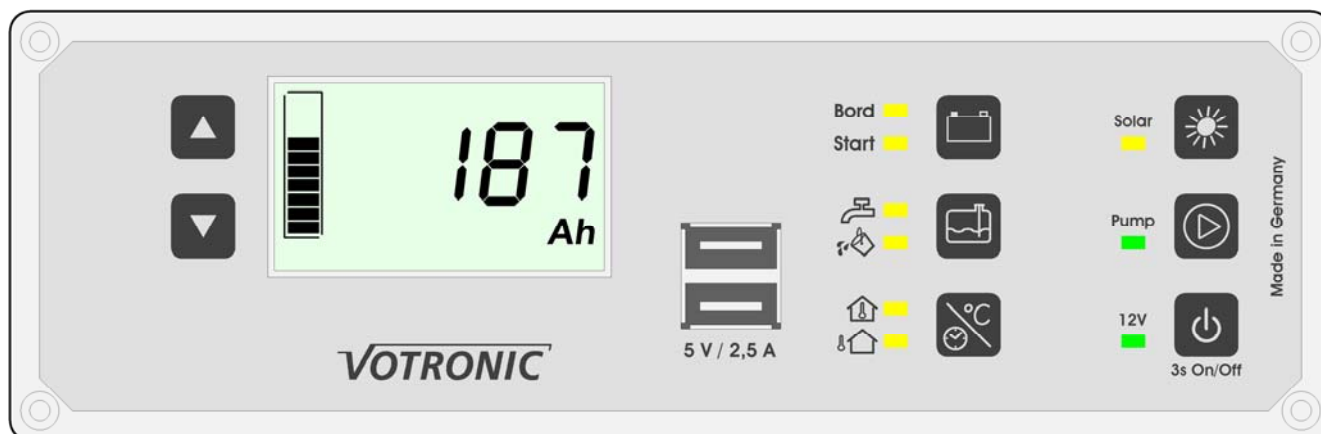 187
Ah
VOTRONIC
5 V / 2,5 A
Bord
Start
°C
Solar
Pump
12V
3s On/Off
Made in Germany